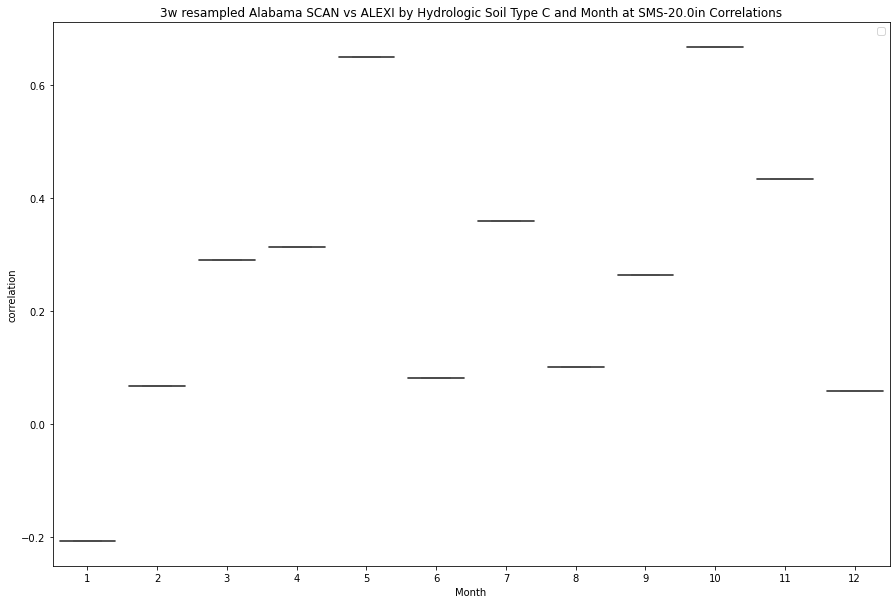 3w resampled Alabama SCAN vs ALEXI by Hydrologic Soil Type C and Month at SMS-20.0in Correlations
0.6
0.4
0.2
0.0
−0.2
correlation
1 2 3 4 5 6 7 8 9 10 11 12
Month